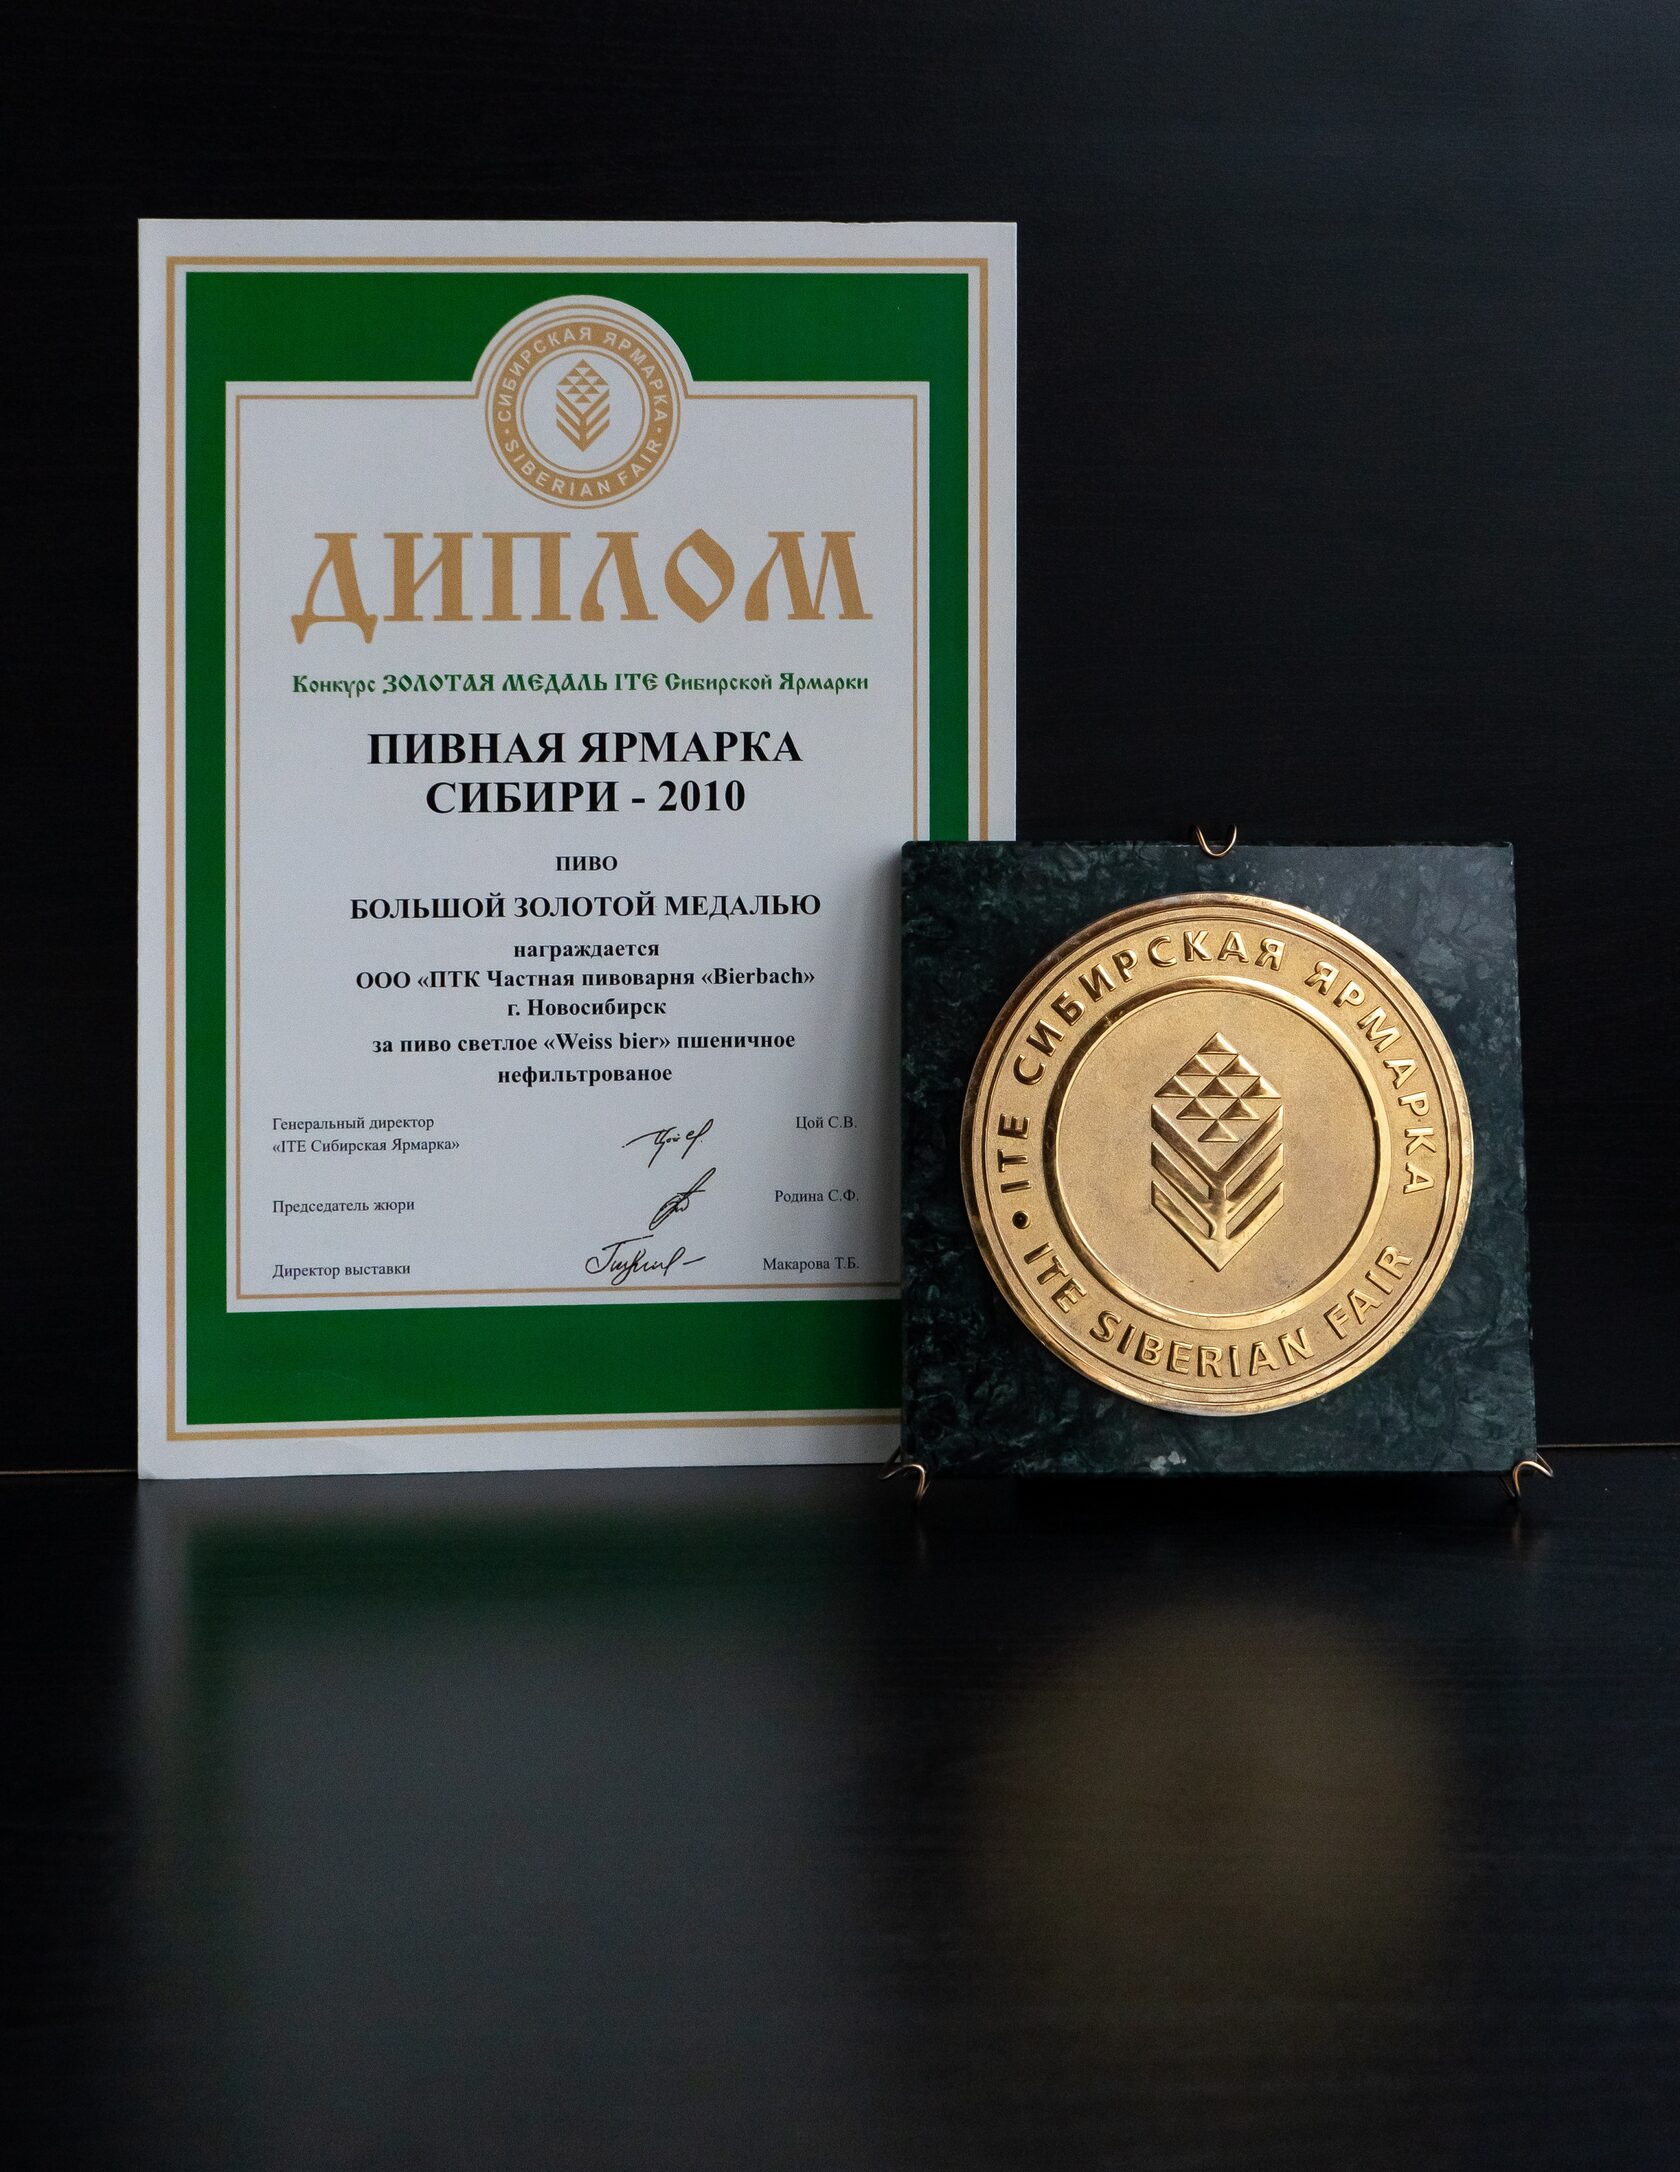 СИБИРСКАЯ ЯРМАРКА
SIBERIAN FAIR
ДИПЛОМ
Конкурс ЗОЛОТАЯ МЕДАЛЬ ITE Сибирской Ярмарки
ПИВНАЯ ЯРМАРКА
СИБИРИ - 2010
ПИВО
БОЛЬШОЙ ЗОЛОТОЙ МЕДАЛЬЮ
награждается
ООО «ПТК Частная пивоварня «Bierbach»
г. Новосибирск
за пиво светлое «Weiss bier» пшеничное
нефильтрованое
Генеральный директор
«ITE Сибирская Ярмарка»
Цой С.В.
Председатель жюри
Родина С.Ф.
Директор выставки
Макарова Т.Б.
ITE СИБИРСКАЯ ЯРМАРКА
ITE SIBERIAN FAIR